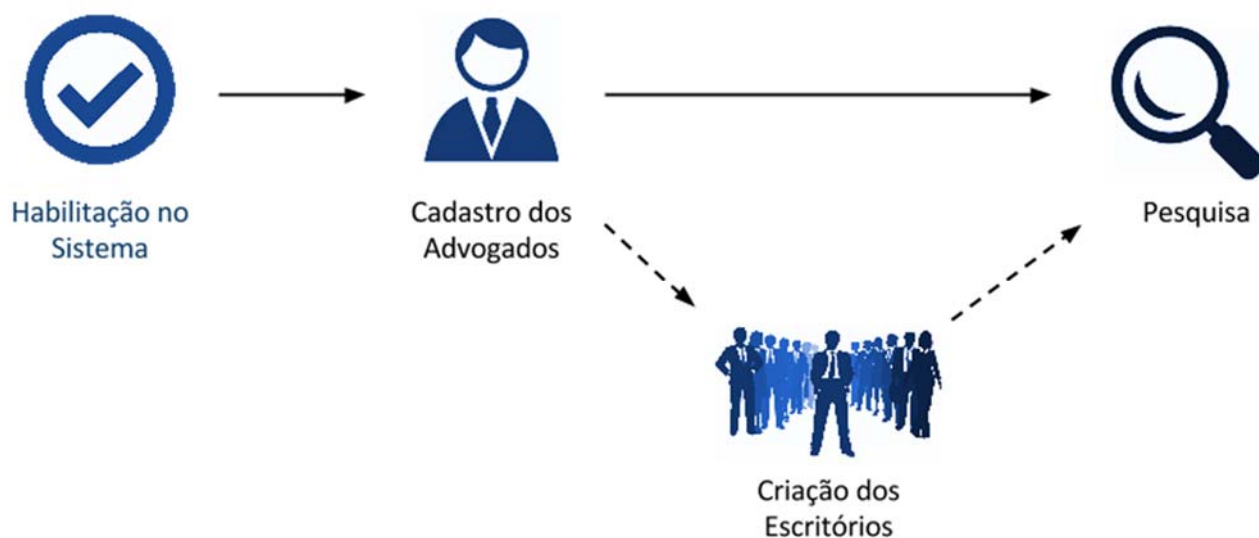 Habilitação no
Sistema
Cadastro dos
Advogados
Pesquisa
Criação dos
Escritórios